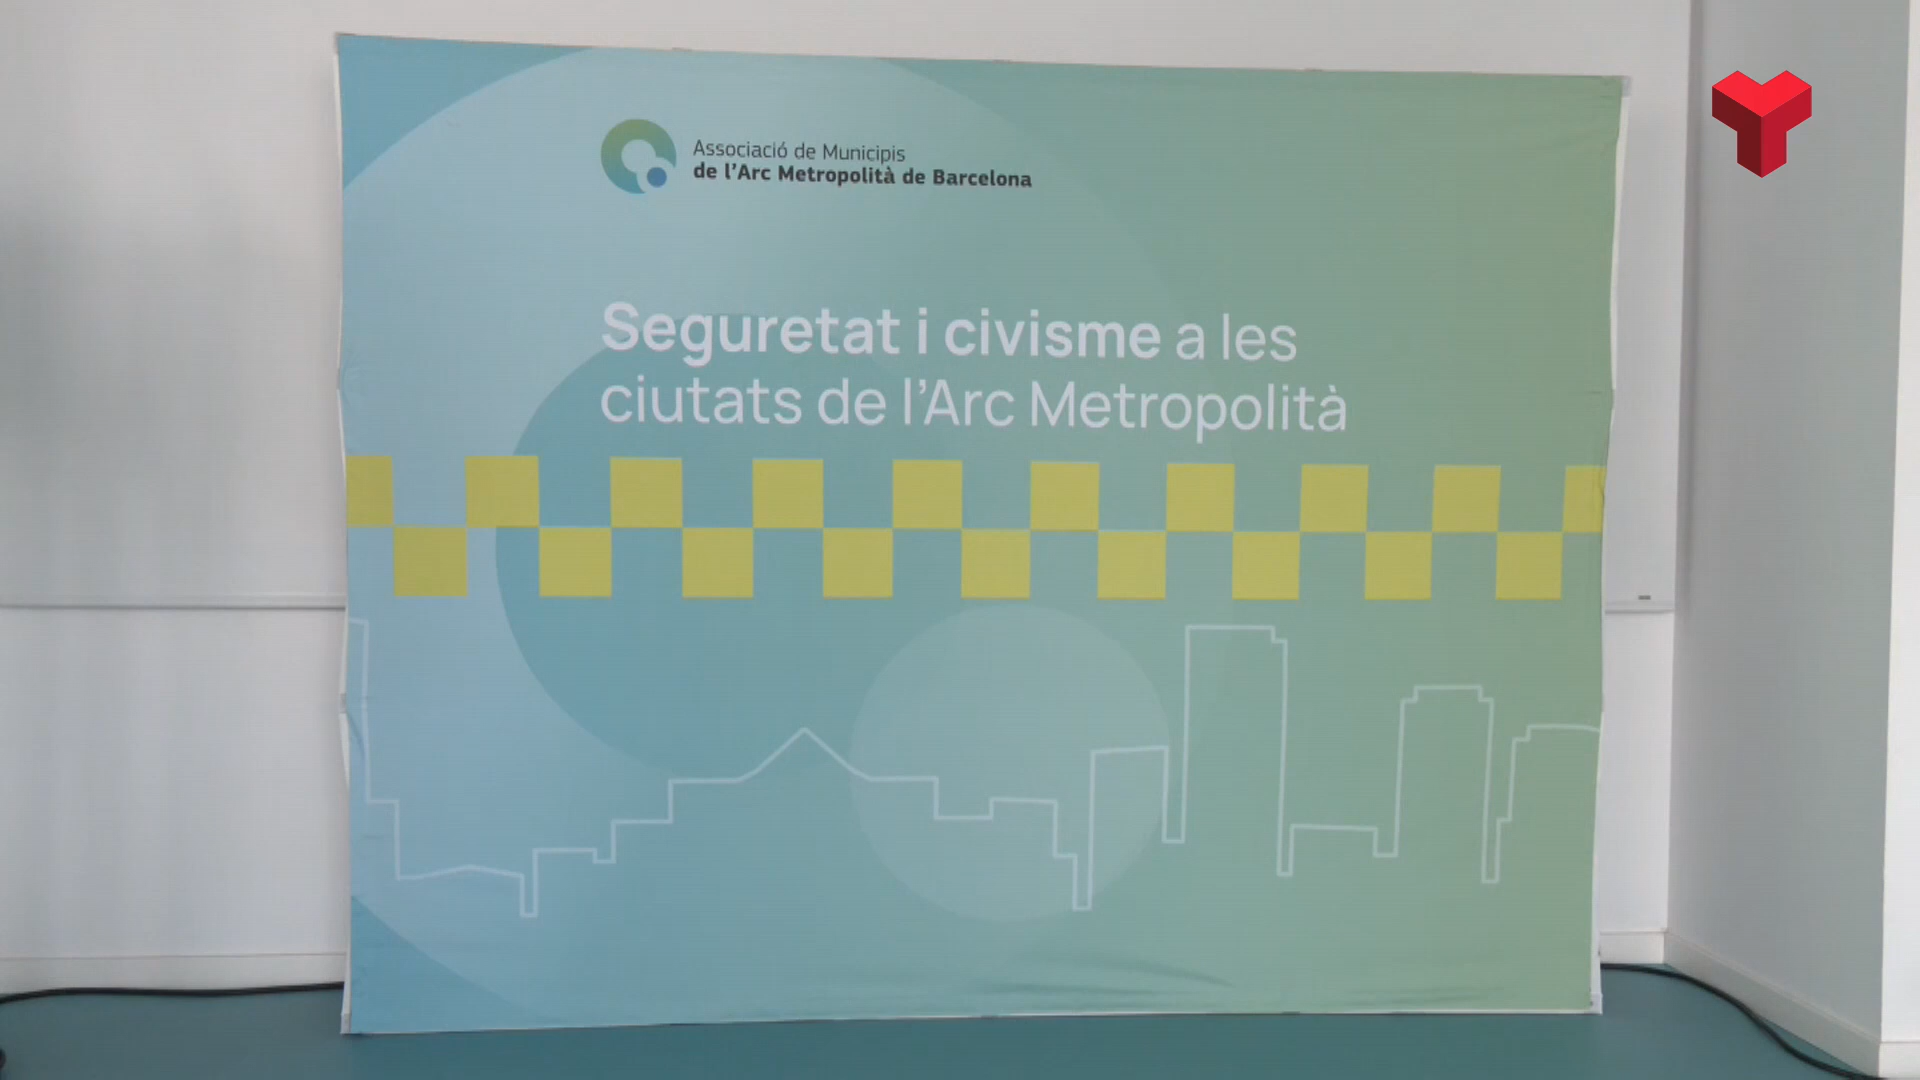 Associació de Municipis
de l'Arc Metropolità de Barcelona
Seguretat i civisme a les
ciutats de l'Arc Metropolità